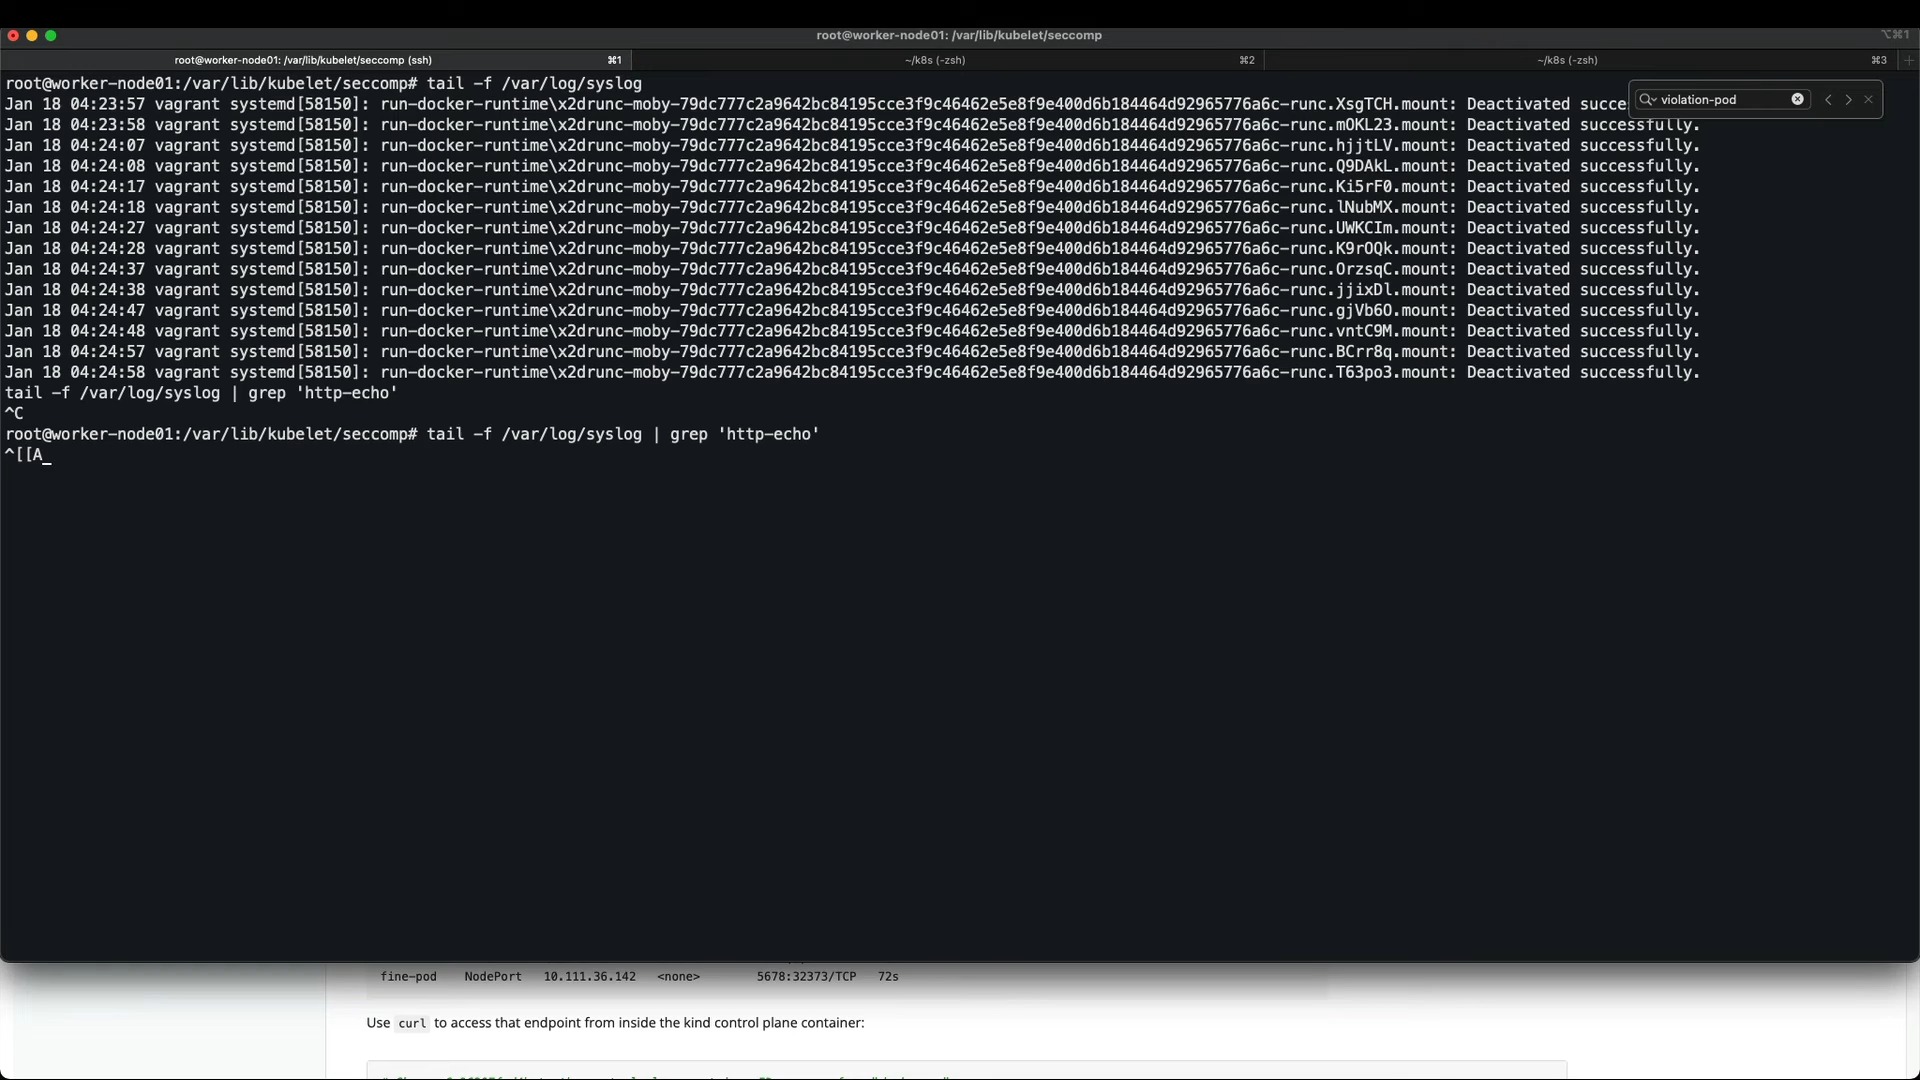 root@worker-node01: /var/lib/kubelet/seccomp
⌥⌘1
root@worker-node01: /var/lib/kubelet/seccomp (ssh) ⌘1
~/k8s (-zsh) ⌘2
~/k8s (-zsh) ⌘3
root@worker-node01:/var/lib/kubelet/seccomp# tail -f /var/log/syslog
violation-pod
Jan 18 04:23:57 vagrant systemd[58150]: run-docker-runtime\x2drunc-moby-79dc777c2a9642bc84195cce3f9c46462e5e8f9e400d6b184464d92965776a6c-runc.XsgTCH.mount: Deactivated succe
Jan 18 04:23:58 vagrant systemd[58150]: run-docker-runtime\x2drunc-moby-79dc777c2a9642bc84195cce3f9c46462e5e8f9e400d6b184464d92965776a6c-runc.mOKL23.mount: Deactivated successfully.
Jan 18 04:24:07 vagrant systemd[58150]: run-docker-runtime\x2drunc-moby-79dc777c2a9642bc84195cce3f9c46462e5e8f9e400d6b184464d92965776a6c-runc.hjjtLV.mount: Deactivated successfully.
Jan 18 04:24:08 vagrant systemd[58150]: run-docker-runtime\x2drunc-moby-79dc777c2a9642bc84195cce3f9c46462e5e8f9e400d6b184464d92965776a6c-runc.Q9DAkL.mount: Deactivated successfully.
Jan 18 04:24:17 vagrant systemd[58150]: run-docker-runtime\x2drunc-moby-79dc777c2a9642bc84195cce3f9c46462e5e8f9e400d6b184464d92965776a6c-runc.Ki5rF0.mount: Deactivated successfully.
Jan 18 04:24:18 vagrant systemd[58150]: run-docker-runtime\x2drunc-moby-79dc777c2a9642bc84195cce3f9c46462e5e8f9e400d6b184464d92965776a6c-runc.lNubMX.mount: Deactivated successfully.
Jan 18 04:24:27 vagrant systemd[58150]: run-docker-runtime\x2drunc-moby-79dc777c2a9642bc84195cce3f9c46462e5e8f9e400d6b184464d92965776a6c-runc.UWKCIm.mount: Deactivated successfully.
Jan 18 04:24:28 vagrant systemd[58150]: run-docker-runtime\x2drunc-moby-79dc777c2a9642bc84195cce3f9c46462e5e8f9e400d6b184464d92965776a6c-runc.K9rOQk.mount: Deactivated successfully.
Jan 18 04:24:37 vagrant systemd[58150]: run-docker-runtime\x2drunc-moby-79dc777c2a9642bc84195cce3f9c46462e5e8f9e400d6b184464d92965776a6c-runc.OrzsqC.mount: Deactivated successfully.
Jan 18 04:24:38 vagrant systemd[58150]: run-docker-runtime\x2drunc-moby-79dc777c2a9642bc84195cce3f9c46462e5e8f9e400d6b184464d92965776a6c-runc.jjixDl.mount: Deactivated successfully.
Jan 18 04:24:47 vagrant systemd[58150]: run-docker-runtime\x2drunc-moby-79dc777c2a9642bc84195cce3f9c46462e5e8f9e400d6b184464d92965776a6c-runc.gjVb6O.mount: Deactivated successfully.
Jan 18 04:24:48 vagrant systemd[58150]: run-docker-runtime\x2drunc-moby-79dc777c2a9642bc84195cce3f9c46462e5e8f9e400d6b184464d92965776a6c-runc.vntC9M.mount: Deactivated successfully.
Jan 18 04:24:57 vagrant systemd[58150]: run-docker-runtime\x2drunc-moby-79dc777c2a9642bc84195cce3f9c46462e5e8f9e400d6b184464d92965776a6c-runc.BCrr8q.mount: Deactivated successfully.
Jan 18 04:24:58 vagrant systemd[58150]: run-docker-runtime\x2drunc-moby-79dc777c2a9642bc84195cce3f9c46462e5e8f9e400d6b184464d92965776a6c-runc.T63po3.mount: Deactivated successfully.
tail -f /var/log/syslog | grep 'http-echo'
^C
root@worker-node01:/var/lib/kubelet/seccomp# tail -f /var/log/syslog | grep 'http-echo'
^[[A_
fine-pod NodePort 10.111.36.142 <none> 5678:32373/TCP 72s
Use curl to access that endpoint from inside the kind control plane container: